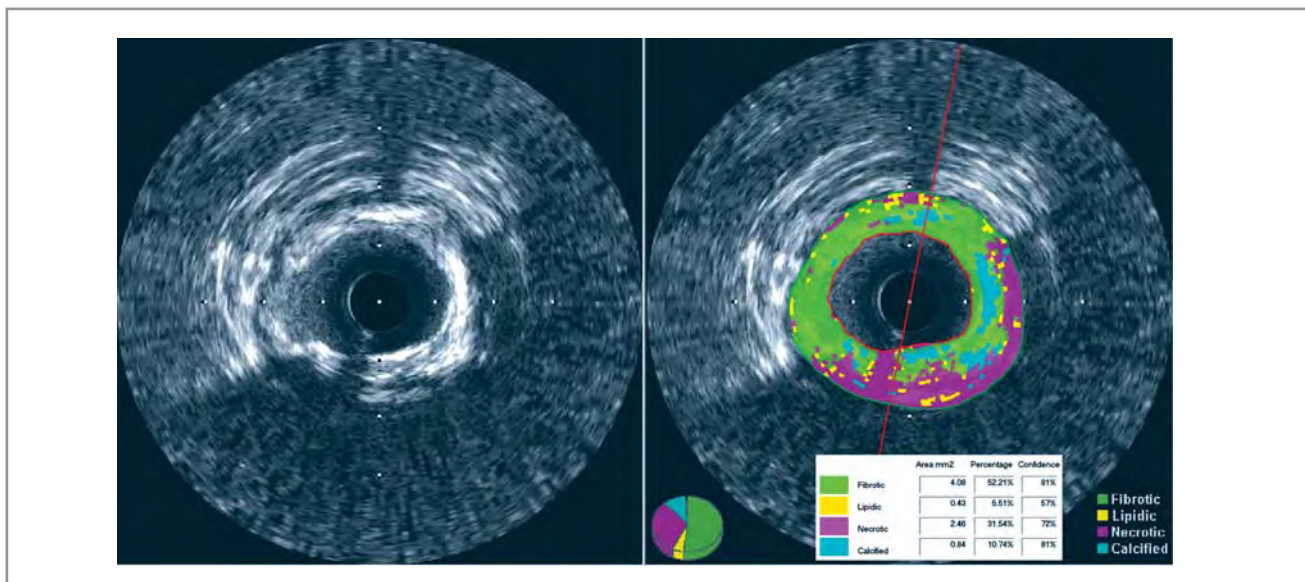 Area mm2 Percentage Confidence
Fibrotic 4.08 52.21% 81%
Lipidic 0.43 5.51% 57%
Necrotic 2.46 31.54% 72%
Calcified 0.84 10.74% 81%
Fibrotic
Lipidic
Necrotic
Calcified